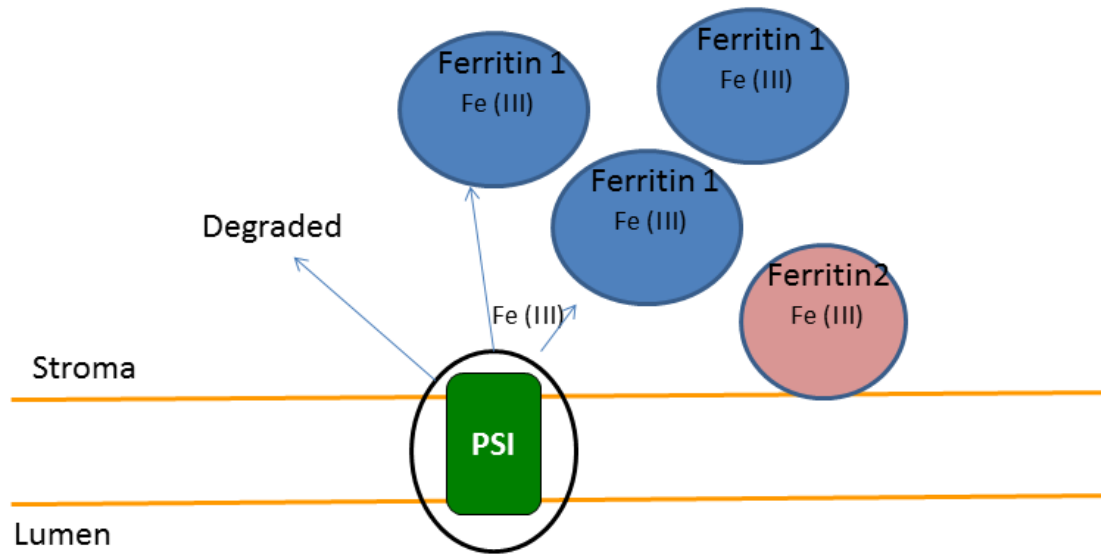 Ferritin 1
Fe (III)
Ferritin 1
Fe (III)
Ferritin 1
Fe (III)
Degraded
Ferritin2
Fe (III)
Fe (III)
Stroma
PSI
Lumen